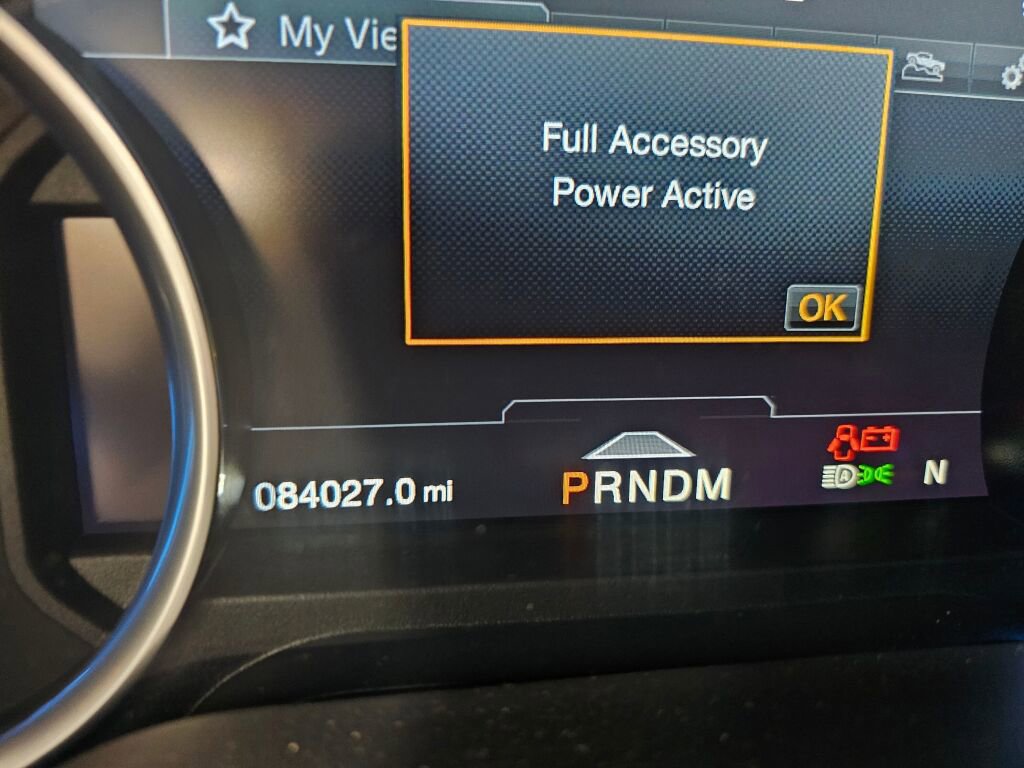 My Vie
Full Accessory
Power Active
OK
084027.0 mi
PRNDM
A
N